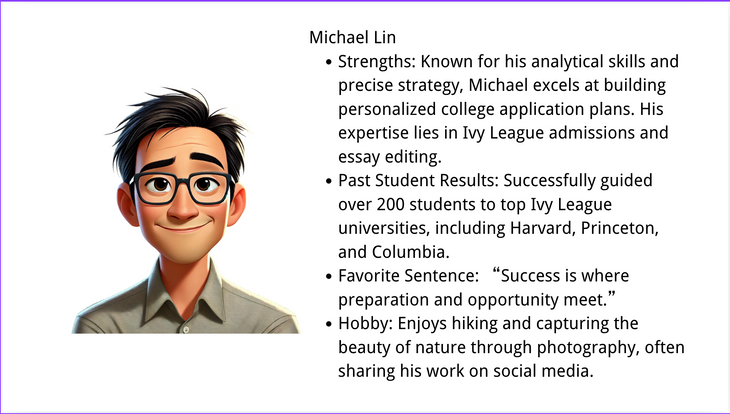 Michael Lin
• Strengths: Known for his analytical skills and
precise strategy, Michael excels at building
personalized college application plans. His
expertise lies in Ivy League admissions and
essay editing.
• Past Student Results: Successfully guided
over 200 students to top Ivy League
universities, including Harvard, Princeton,
and Columbia.
• Favorite Sentence: “Success is where
preparation and opportunity meet.”
• Hobby: Enjoys hiking and capturing the
beauty of nature through photography, often
sharing his work on social media.